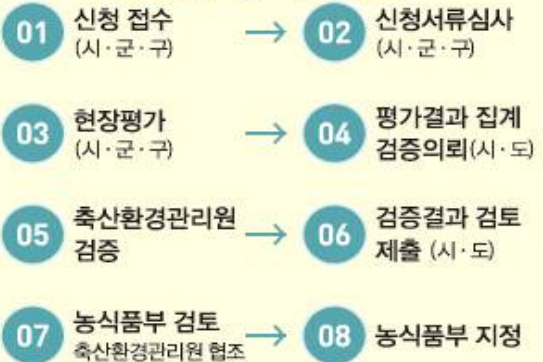 01 신청 접수
(시·군·구)
02 신청서류심사
(시·군·구)
03 현장평가
(시·군·구)
04 평가결과 집계
검증의뢰(시·도)
05 축산환경관리원
검증
06 검증결과 검토
제출 (시·도)
07 농식품부 검토
축산환경관리원 협조
08 농식품부 지정